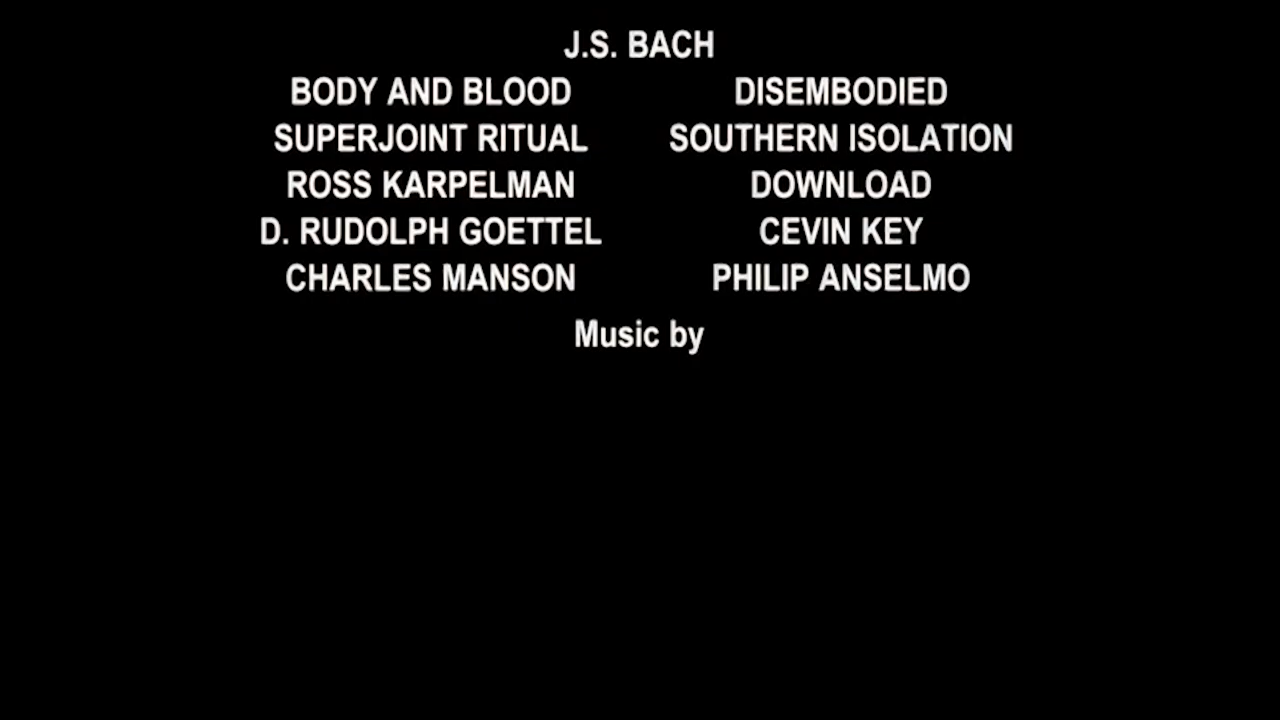 J.S. BACH
BODY AND BLOOD DISEMBODIED
SUPERJOINT RITUAL SOUTHERN ISOLATION
ROSS KARPELMAN DOWNLOAD
D. RUDOLPH GOETTEL CEVIN KEY
CHARLES MANSON PHILIP ANSELMO
Music by